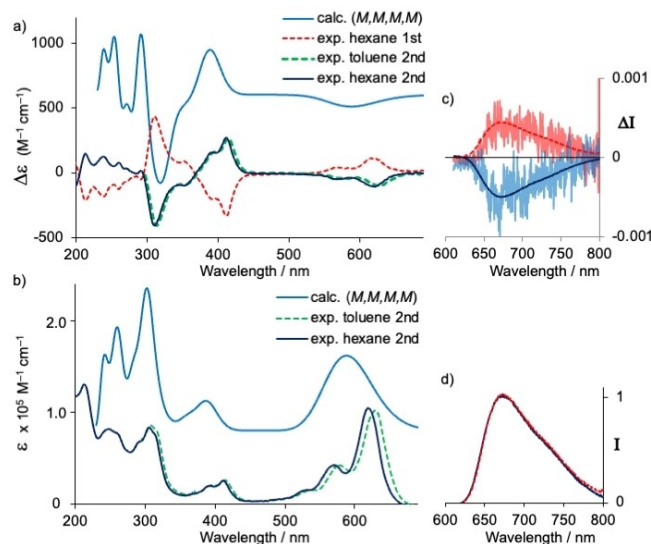 a)
calc. (M,M,M,M)
exp. hexane 1st
exp. toluene 2nd
exp. hexane 2nd
Δε (M⁻¹ cm⁻¹)
1000
500
0
-500
200 300 400 500 600
Wavelength / nm
c)
0.001
ΔI
0
-0.001
610 650 700 750 800
Wavelength / nm
b)
calc. (M,M,M,M)
exp. toluene 2nd
exp. hexane 2nd
ε x 10⁵ M⁻¹ cm⁻¹
2.0
1.0
0
200 300 400 500 600
Wavelength / nm
d)
1
I
0
600 650 700 750 800
Wavelength / nm